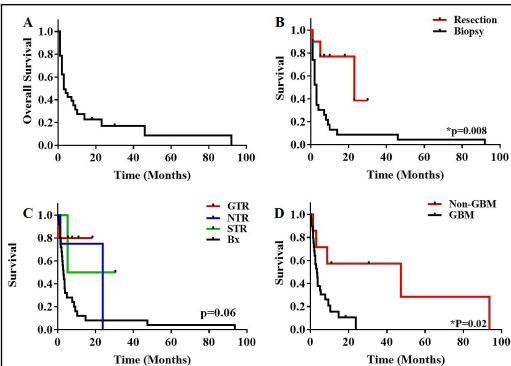 A
Overall Survival
1.0
0.8
0.6
0.4
0.2
0.0
0 20 40 60 80 100
Time (Months)
B
Resection
Biopsy
Survival
1.0
0.8
0.6
0.4
0.2
0.0
*p=0.008
0 20 40 60 80 100
Time (Months)
C
GTR
NTR
STR
Bx
Survival
1.0
0.8
0.6
0.4
0.2
0.0
p=0.06
0 20 40 60 80 100
Time (Months)
D
Non-GBM
GBM
Survival
1.0
0.8
0.6
0.4
0.2
0.0
*P=0.02
0 20 40 60 80 100
Time (Months)